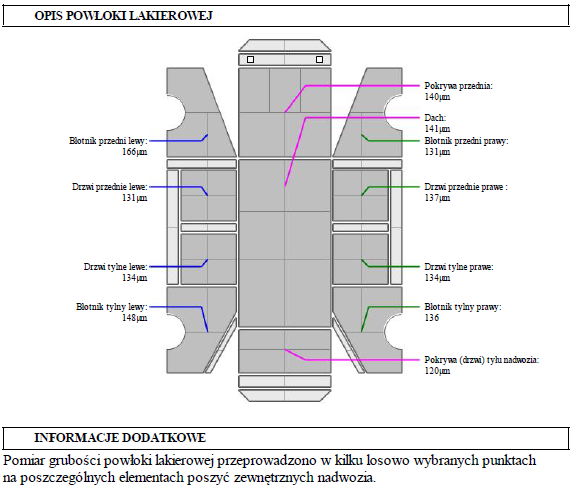 OPIS POWŁOKI LAKIEROWEJ
Pokrywa przednia:
140µm
Dach:
141µm
Błotnik przedni lewy:
166µm
Błotnik przedni prawy:
131µm
Drzwi przednie lewe:
131µm
Drzwi przednie prawe :
137µm
Drzwi tylne lewe:
134µm
Drzwi tylne prawe:
134µm
Błotnik tylny lewy:
148µm
Błotnik tylny prawy:
136
Pokrywa (drzwi) tyłu nadwozia:
120µm
INFORMACJE DODATKOWE
Pomiar grubości powłoki lakierowej przeprowadzono w kilku losowo wybranych punktach
na poszczególnych elementach poszyć zewnętrznych nadwozia.